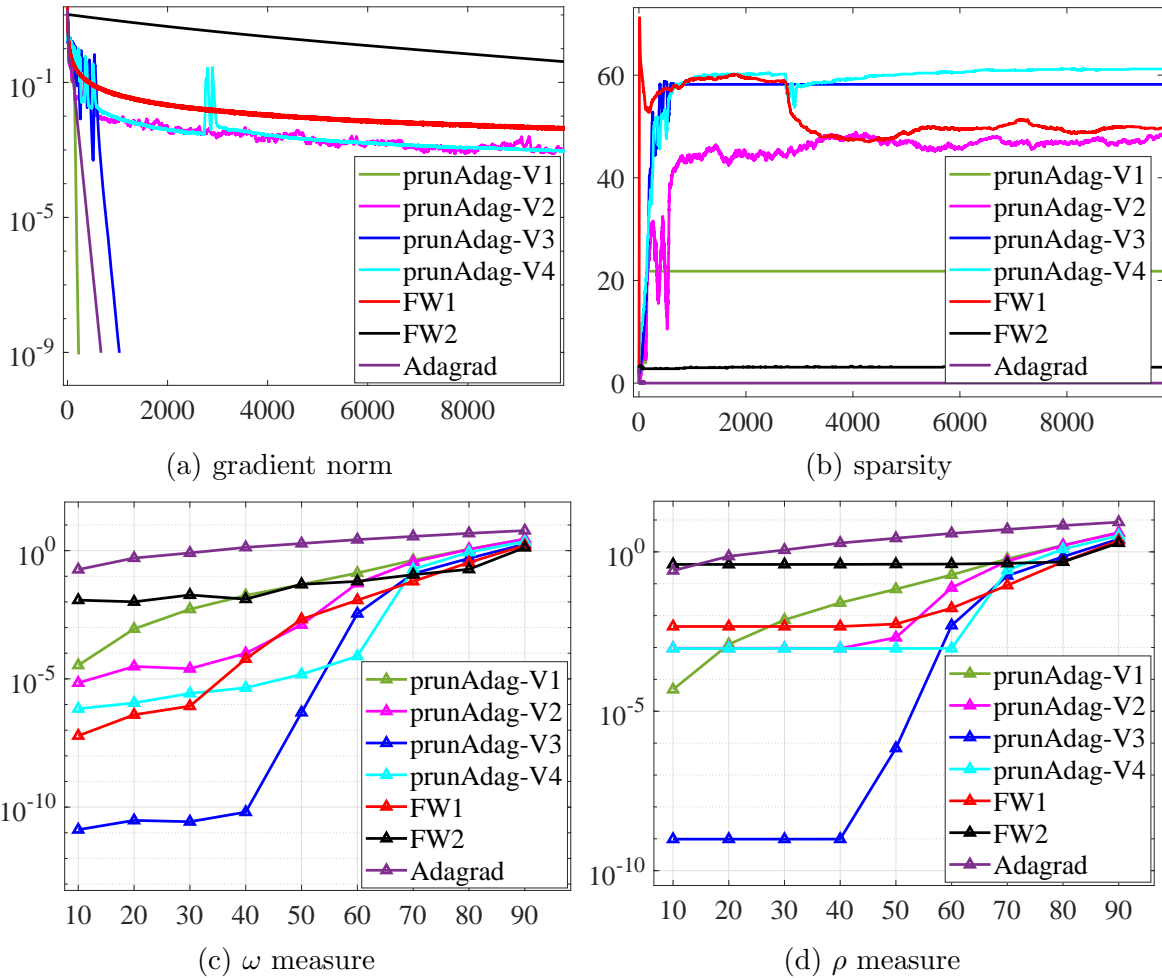 10^-1
10^-5
10^-9
0 2000 4000 6000 8000
prunAdag-V1
prunAdag-V2
prunAdag-V3
prunAdag-V4
FW1
FW2
Adagrad
(a) gradient norm
60
40
20
0
0 2000 4000 6000 8000
prunAdag-V1
prunAdag-V2
prunAdag-V3
prunAdag-V4
FW1
FW2
Adagrad
(b) sparsity
10^0
10^-5
10^-10
10 20 30 40 50 60 70 80 90
prunAdag-V1
prunAdag-V2
prunAdag-V3
prunAdag-V4
FW1
FW2
Adagrad
(c) ω measure
10^0
10^-5
10^-10
10 20 30 40 50 60 70 80 90
prunAdag-V1
prunAdag-V2
prunAdag-V3
prunAdag-V4
FW1
FW2
Adagrad
(d) ρ measure